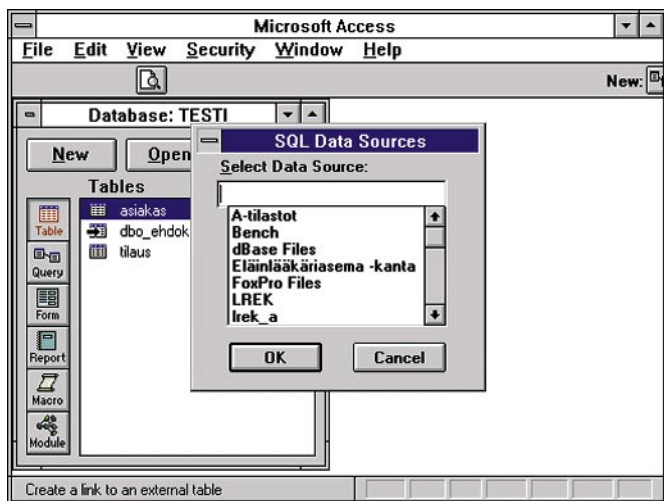 Microsoft Access
File Edit View Security Window Help
New:
Database: TESTI
New Open
Tables
Table
Query
Form
Report
Macro
Module
asiakas
dbo_ehdok
tilaus
SQL Data Sources
Select Data Source:
A-tilastot
Bench
dBase Files
Eläinlääkäriasema -kanta
FoxPro Files
LREK
lrek_a
OK Cancel
Create a link to an external table